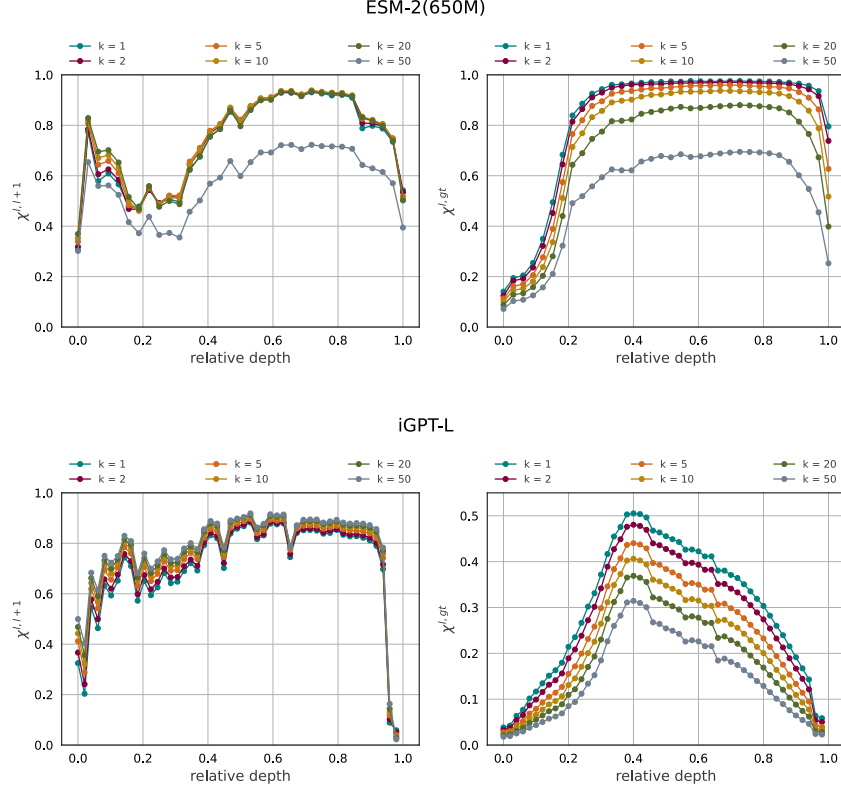 ESM-2(650M)
k = 1 k = 5 k = 20
k = 2 k = 10 k = 50
1.0
0.8
0.6
0.4
0.2
0.0
χ^{l, l+1}
0.0 0.2 0.4 0.6 0.8 1.0
relative depth
k = 1 k = 5 k = 20
k = 2 k = 10 k = 50
1.0
0.8
0.6
0.4
0.2
0.0
χ^{l, gt}
0.0 0.2 0.4 0.6 0.8 1.0
relative depth
iGPT-L
k = 1 k = 5 k = 20
k = 2 k = 10 k = 50
1.0
0.8
0.6
0.4
0.2
0.0
χ^{l, l+1}
0.0 0.2 0.4 0.6 0.8 1.0
relative depth
k = 1 k = 5 k = 20
k = 2 k = 10 k = 50
0.5
0.4
0.3
0.2
0.1
0.0
χ^{l, gt}
0.0 0.2 0.4 0.6 0.8 1.0
relative depth